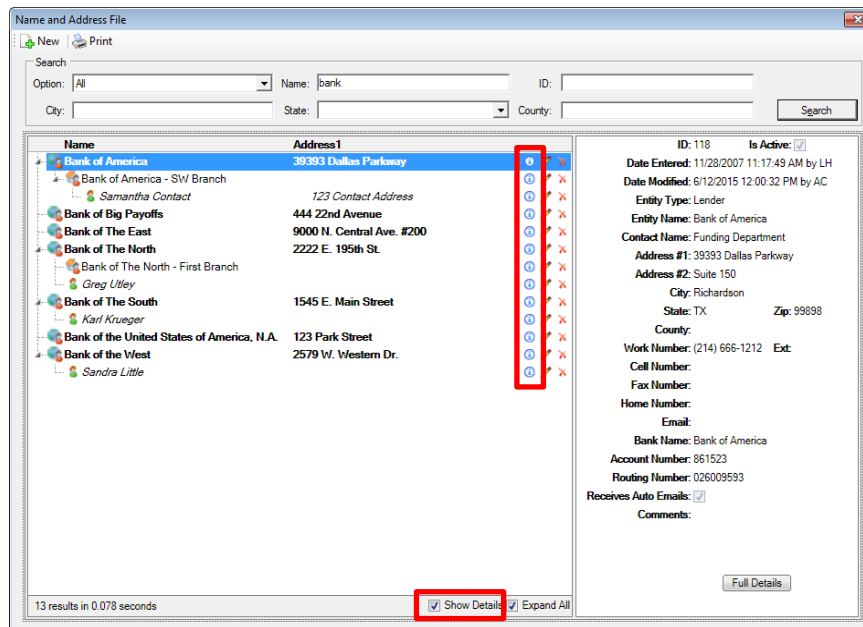 Name and Address File
New Print
Search
Option: All Name: bank ID:
City: State: County: Search
Name Address1
Bank of America 39393 Dallas Parkway
Bank of America - SW Branch
Samantha Contact 123 Contact Address
Bank of Big Payoffs 444 22nd Avenue
Bank of The East 9000 N. Central Ave. #200
Bank of The North 2222 E. 195th St.
Bank of The North - First Branch
Greg Utley
Bank of The South 1545 E. Main Street
Karl Krueger
Bank of the United States of America, N.A. 123 Park Street
Bank of the West 2579 W. Western Dr.
Sandra Little
13 results in 0.078 seconds Show Details Expand All
ID: 118 Is Active:
Date Entered: 11/28/2007 11:17:49 AM by LH
Date Modified: 6/12/2015 12:00:32 PM by AC
Entity Type: Lender
Entity Name: Bank of America
Contact Name: Funding Department
Address #1: 39393 Dallas Parkway
Address #2: Suite 150
City: Richardson
State: TX Zip: 99898
County:
Work Number: (214) 666-1212 Ext:
Cell Number:
Fax Number:
Home Number:
Email:
Bank Name: Bank of America
Account Number: 861523
Routing Number: 026009593
Receives Auto Emails:
Comments:
Full Details